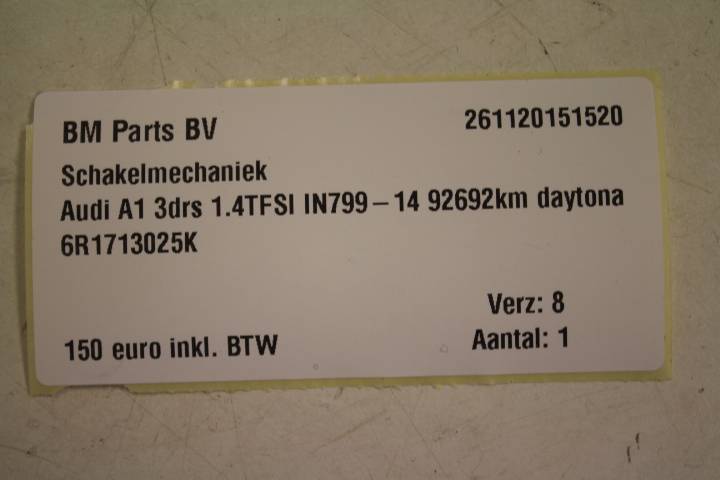 BM Parts BV 261120151520
Schakelmechaniek
Audi A1 3drs 1.4TFSI IN799-14 92692km daytona
6R1713025K
Verz: 8
150 euro inkl. BTW Aantal: 1